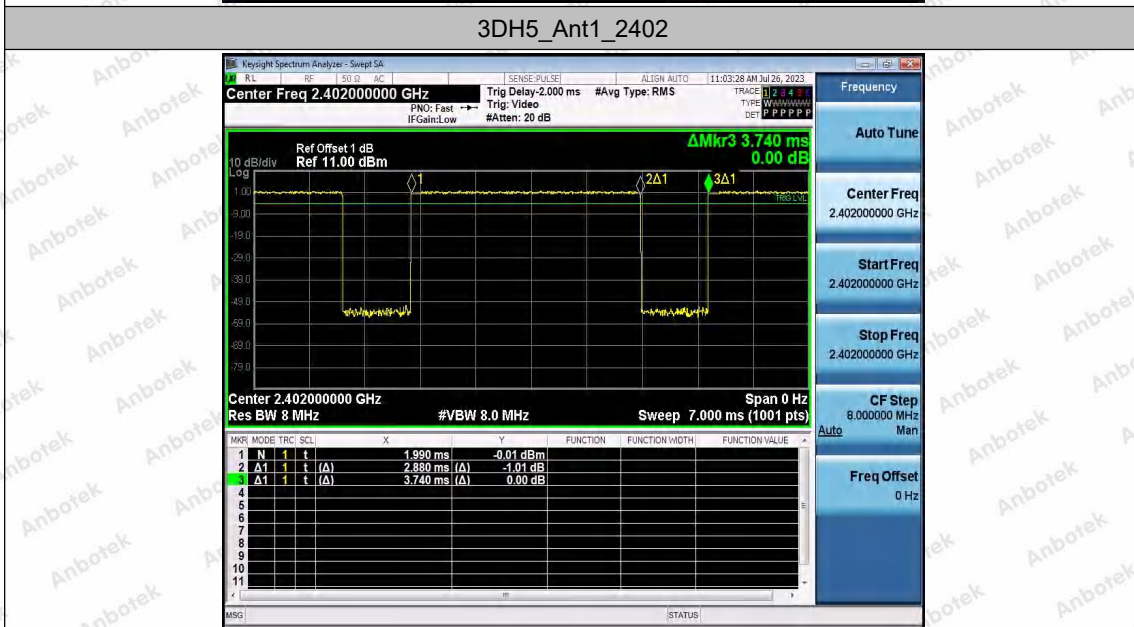 3DH5_Ant1_2402
Keysight Spectrum Analyzer - Swept SA
RL RF 50 Ω AC SENSE:PULSE ALIGN AUTO 11:03:28 AM Jul 26, 2023
Center Freq 2.402000000 GHz Trig Delay-2.000 ms #Avg Type: RMS TRACE 1 2 3 4 5 6
PNO: Fast Trig: Video TYPE WWWWWW
IFGain:Low #Atten: 20 dB DET P P P P P P
Frequency
Auto Tune
ΔMkr3 3.740 ms
Ref Offset 1 dB
10 dB/div Ref 11.00 dBm 0.00 dB
Log
1 2Δ1 3Δ1
1.00
TRIG LVL
-9.00
-19.0
-29.0
-39.0
-49.0
-59.0
-69.0
-79.0
Center Freq
2.402000000 GHz
Start Freq
2.402000000 GHz
Stop Freq
2.402000000 GHz
Center 2.402000000 GHz Span 0 Hz
Res BW 8 MHz #VBW 8.0 MHz Sweep 7.000 ms (1001 pts)
CF Step
8.000000 MHz
Auto Man
Freq Offset
0 Hz
MKR MODE TRC SCL X Y FUNCTION FUNCTION WIDTH FUNCTION VALUE
1 N 1 t 1.990 ms -0.01 dBm
2 Δ1 1 t (Δ) 2.880 ms (Δ) -1.01 dB
3 Δ1 1 t (Δ) 3.740 ms (Δ) 0.00 dB
4
5
6
7
8
9
10
11
MSG STATUS
Anbotek